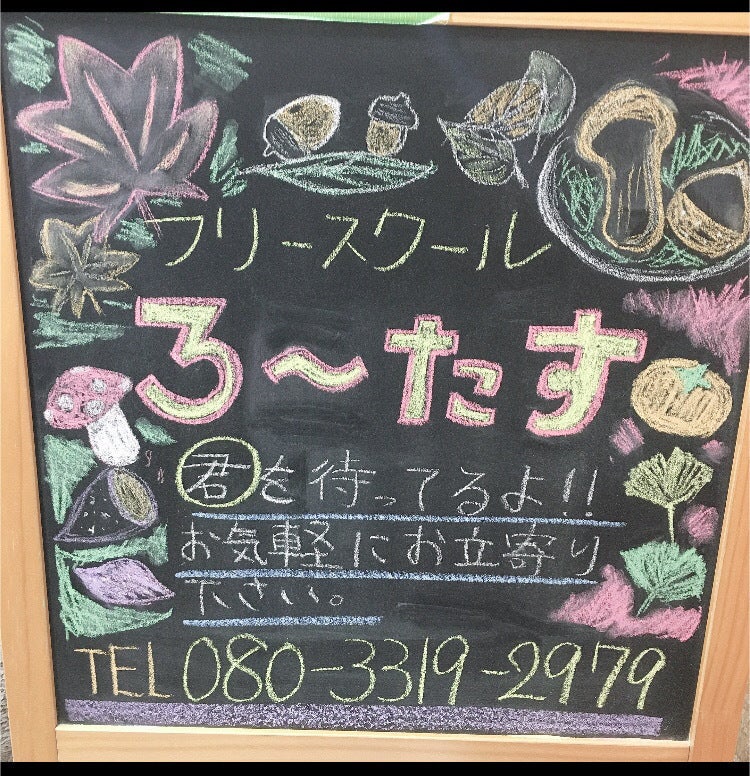 フリースクール
ろ〜たす
君を待ってるよ!!
お気軽にお立寄り
下さい。
TEL 080-3319-2979